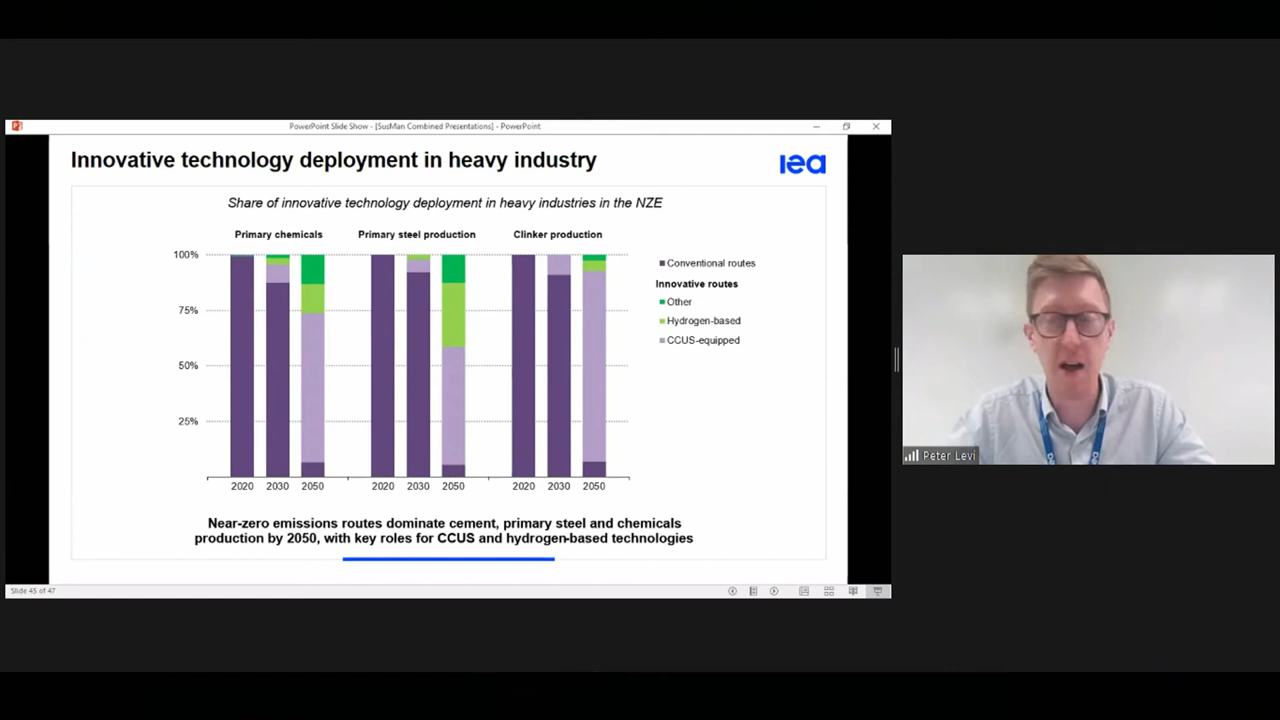 PowerPoint Slide Show - [SusMan Combined Presentations] - PowerPoint
Innovative technology deployment in heavy industry
iea
Share of innovative technology deployment in heavy industries in the NZE
Primary chemicals
Primary steel production
Clinker production
100%
75%
50%
25%
2020
2030
2050
2020
2030
2050
2020
2030
2050
Conventional routes
Innovative routes
Other
Hydrogen-based
CCUS-equipped
Near-zero emissions routes dominate cement, primary steel and chemicals
production by 2050, with key roles for CCUS and hydrogen-based technologies
Slide 45 of 47
Peter Levi